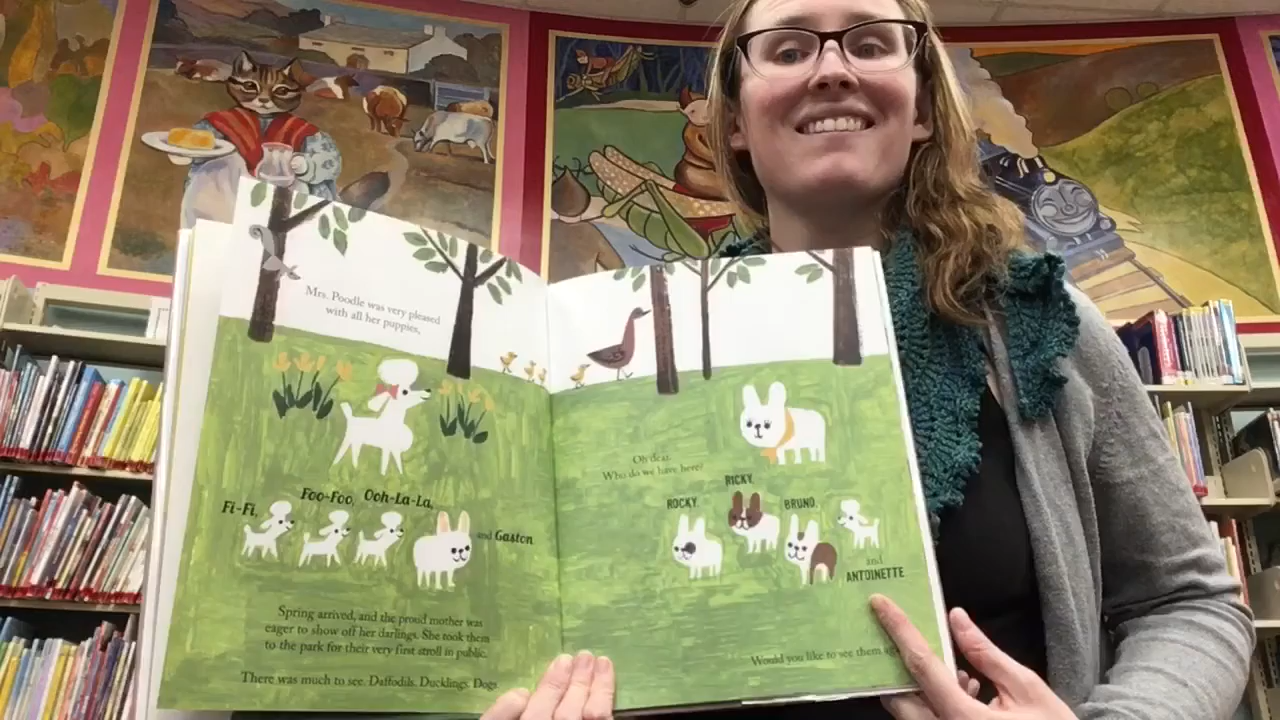 Mrs. Poodle was very pleased
with all her puppies,
Fi-Fi,
Foo-Foo, Ooh-La-La,
and Gaston.
Spring arrived, and the proud mother was
eager to show off her darlings. She took them
to the park for their very first stroll in public.
There was much to see. Daffodils. Ducklings. Dogs.
Oh dear.
Who do we have here?
ROCKY,
RICKY,
BRUNO,
and
ANTOINETTE
Would you like to see them